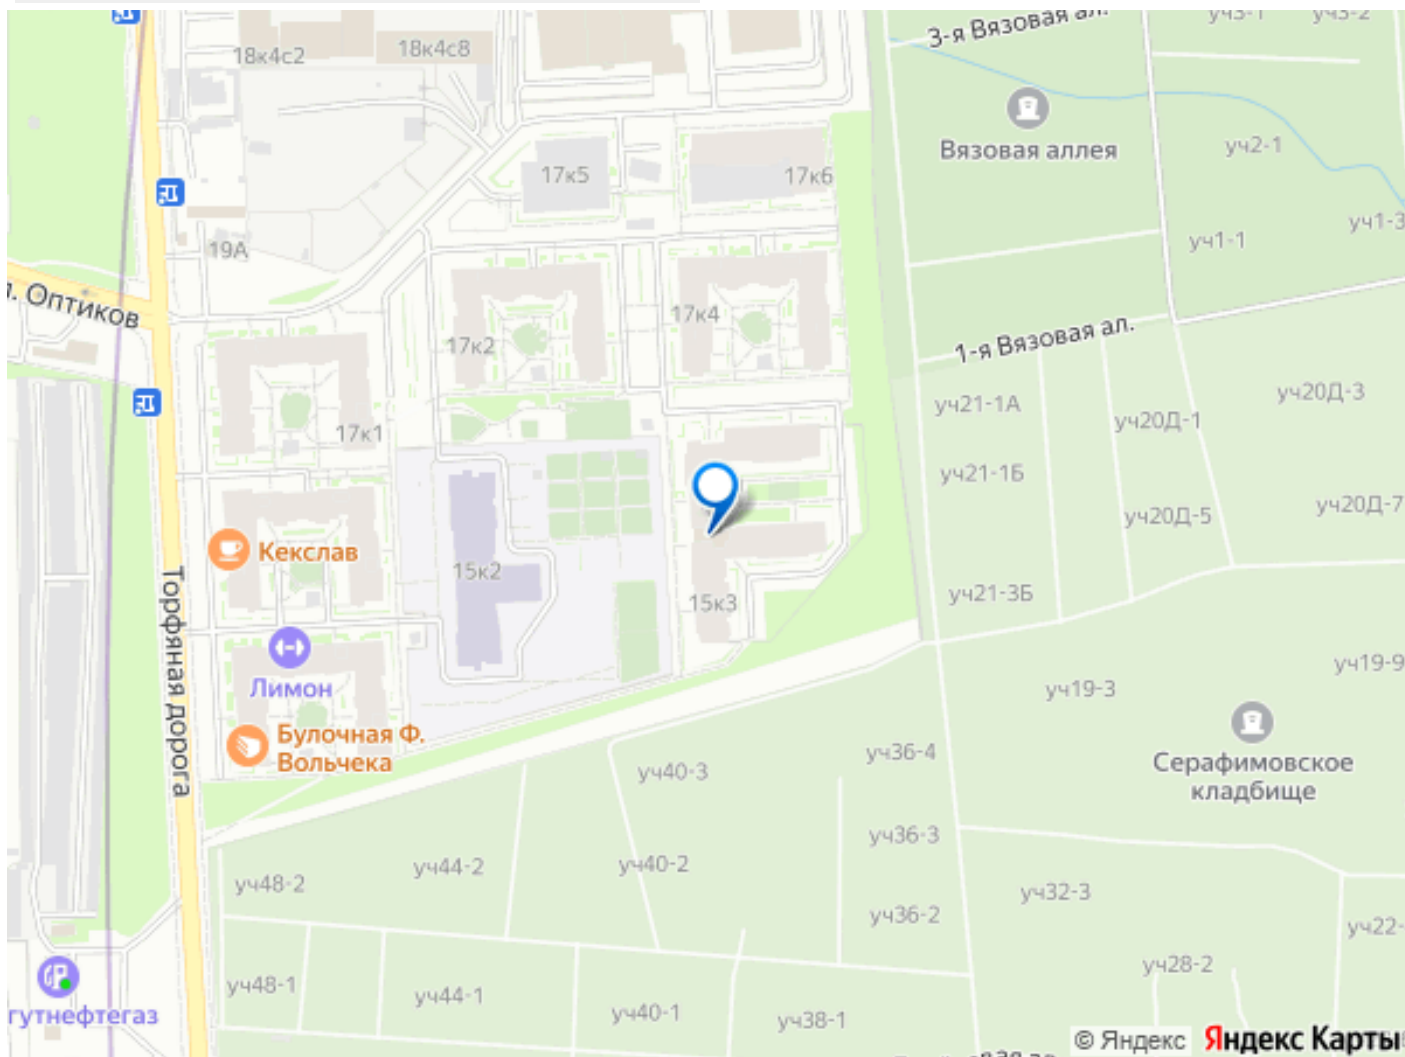 3-я Вязовая ал.
уч3-1
уч3-2
18к4с2
18к4с8
Вязовая аллея
уч2-1
17к5
17к6
уч1-3
уч1-1
19А
Оптиков
17к4
17к2
1-я Вязовая ал.
уч20Д-3
уч21-1А
уч20Д-1
17к1
уч21-1Б
уч20Д-7
уч20Д-5
Кекслав
15к2
уч21-3Б
15к3
Торфяная дорога
уч19-9
Лимон
уч19-3
Булочная Ф.
Вольчека
уч36-4
Серафимовское
кладбище
уч40-3
уч36-3
уч44-2
уч40-2
уч48-2
уч32-3
уч36-2
уч22-
уч28-2
уч48-1
уч44-1
уч40-1
уч38-1
гутнефтегаз
© Яндекс
Яндекс Карты